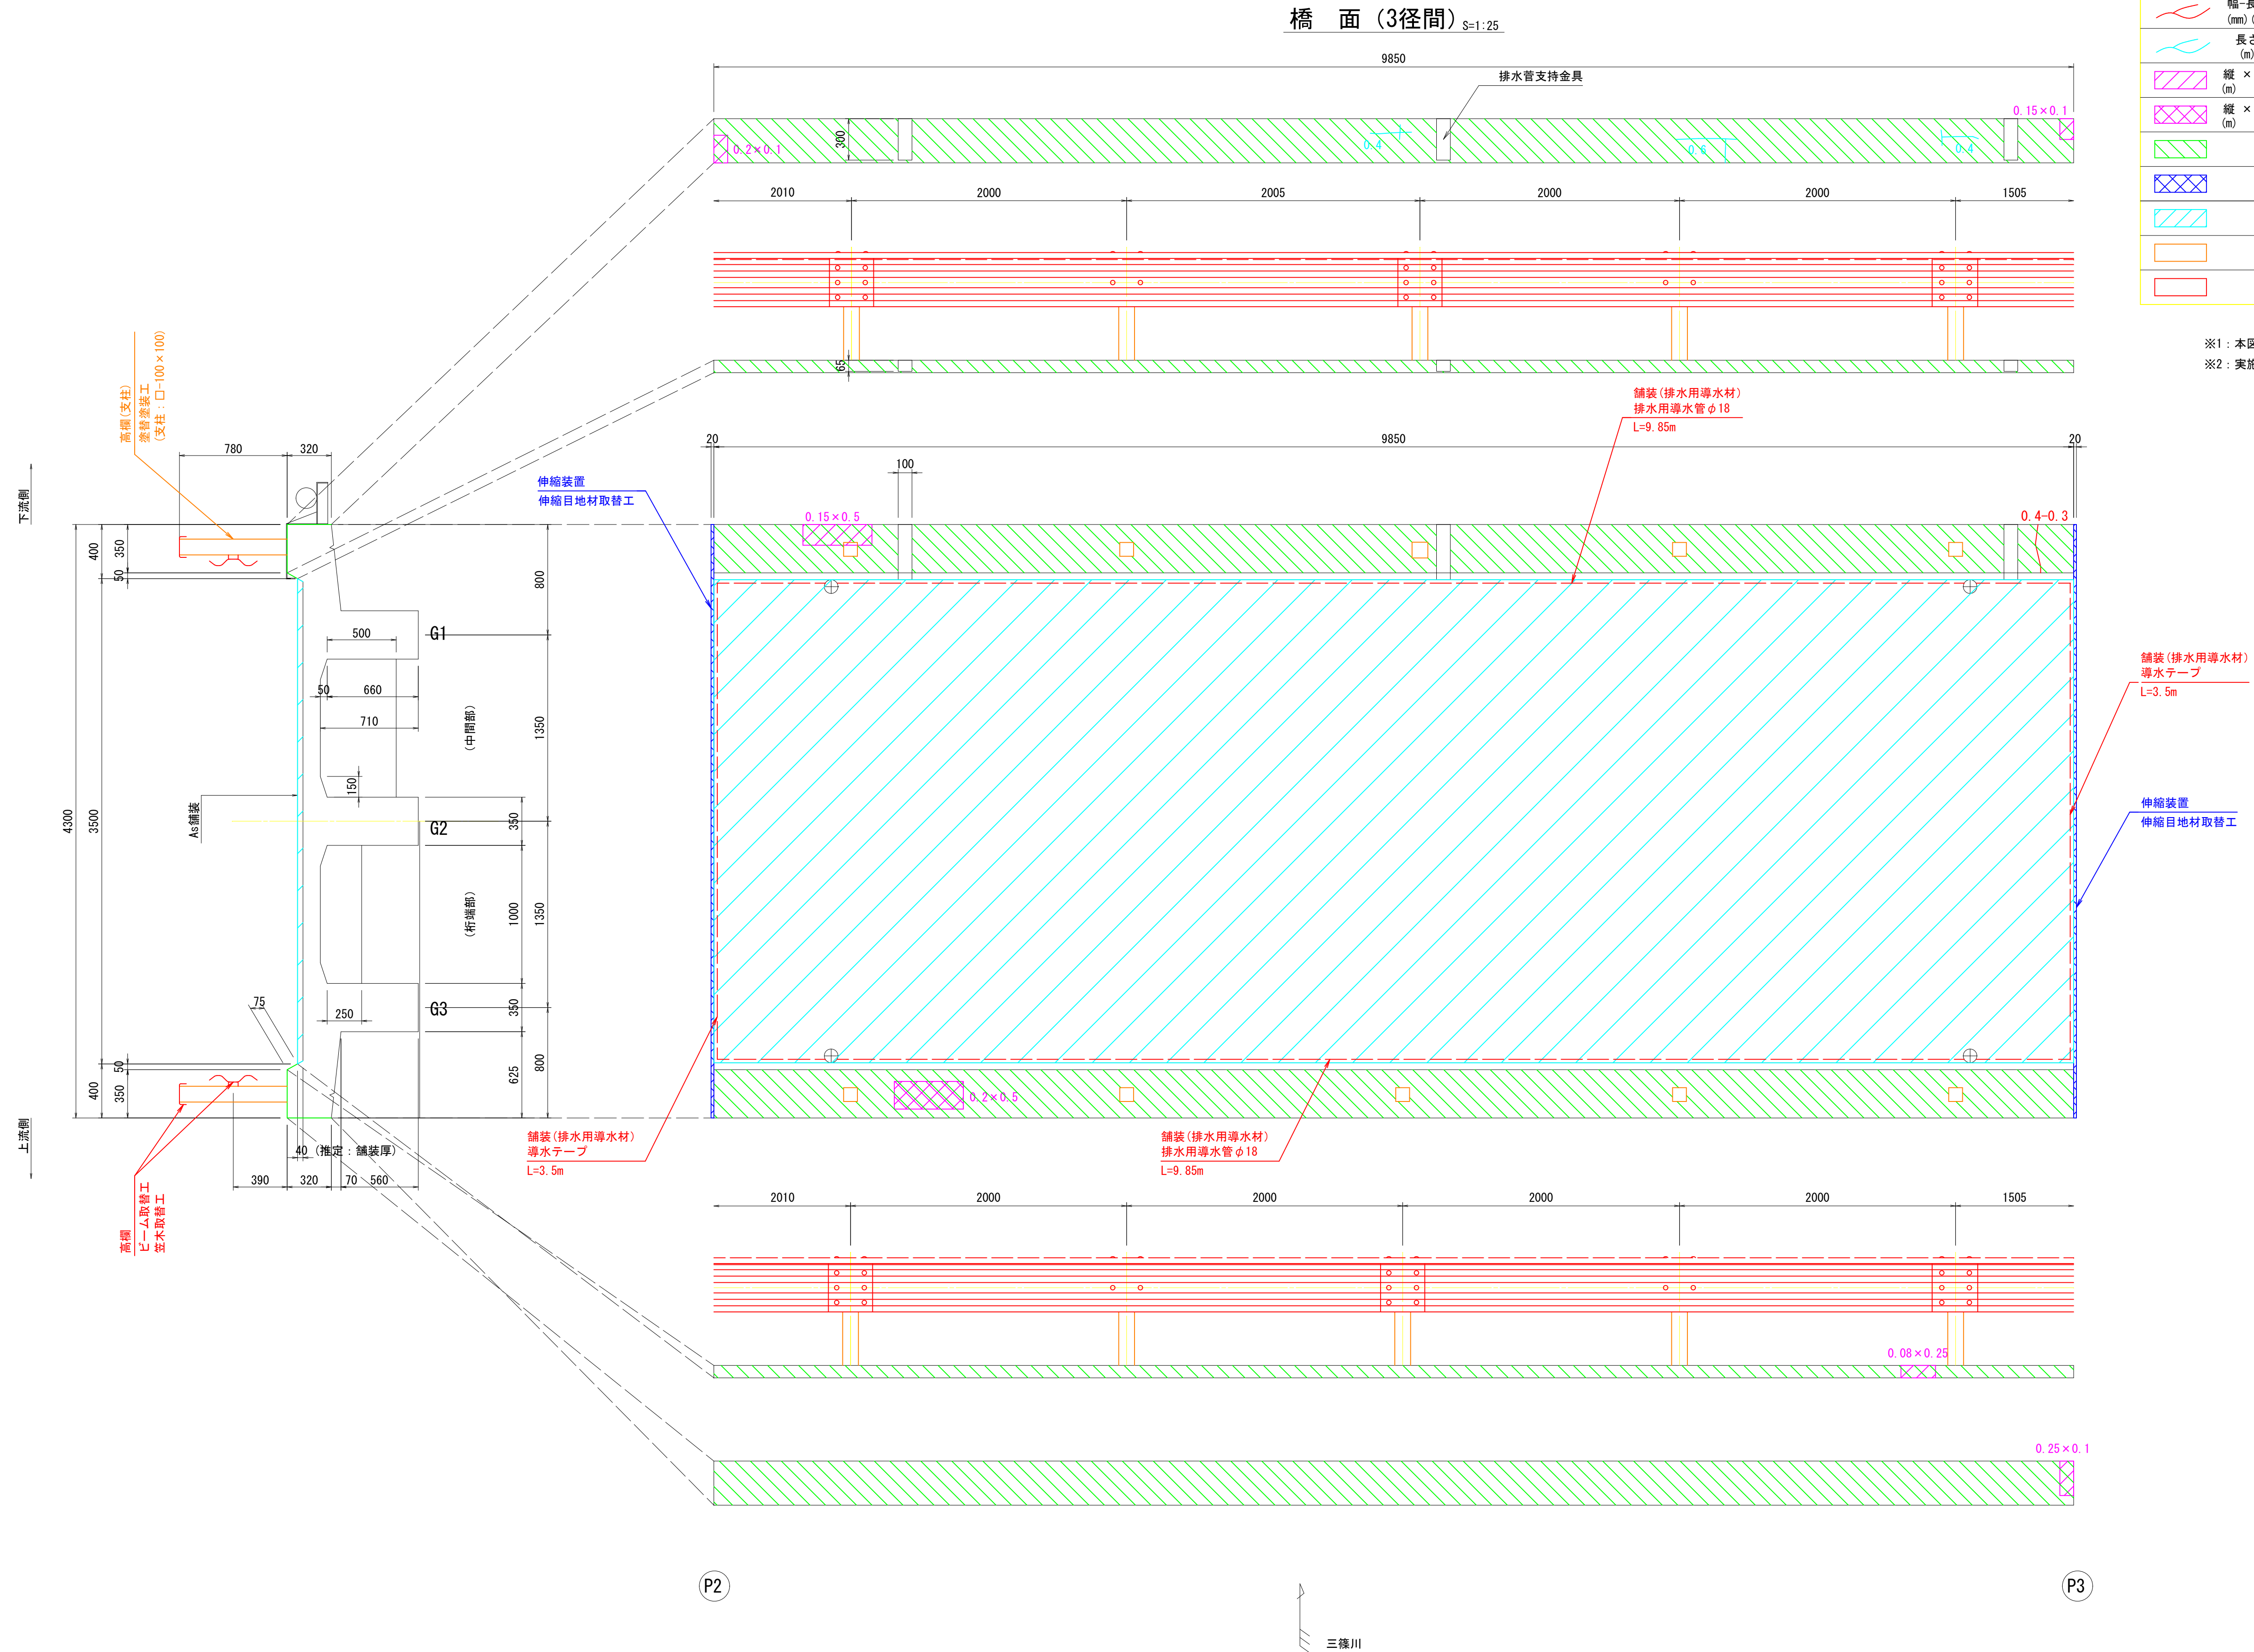 橋　面（3径間）S=1:25
9850
排水菅支持金具
0.15×0.1
0.2×0.1
300
0.4
0.6
0.4
2010
2000
2005
2000
2000
1505
65
幅-長
(mm)(
長さ
(m)
縦 ×
(m)
縦 ×
(m)
※1：本図
※2：実施
高欄(支柱)
塗替塗装工
(支柱：口-100×100)
780
320
下流側
舗装(排水用導水材)
排水用導水管φ18
L=9.85m
20
9850
20
100
伸縮装置
伸縮目地材取替工
0.15×0.5
0.4-0.3
400
350
50
800
G1
500
50
660
710
(中間部)
1350
150
4300
3500
As舗装
G2
350
(桁端部)
1000
1350
75
250
G3
350
50
400
350
625
800
舗装(排水用導水材)
導水テープ
L=3.5m
伸縮装置
伸縮目地材取替工
0.2×0.5
上流側
40（推定：舗装厚）
390
320
70
560
高欄
ビーム取替工
笠木取替工
舗装(排水用導水材)
導水テープ
L=3.5m
舗装(排水用導水材)
排水用導水管φ18
L=9.85m
2010
2000
2000
2000
2000
1505
0.08×0.25
0.25×0.1
P2
P3
三篠川